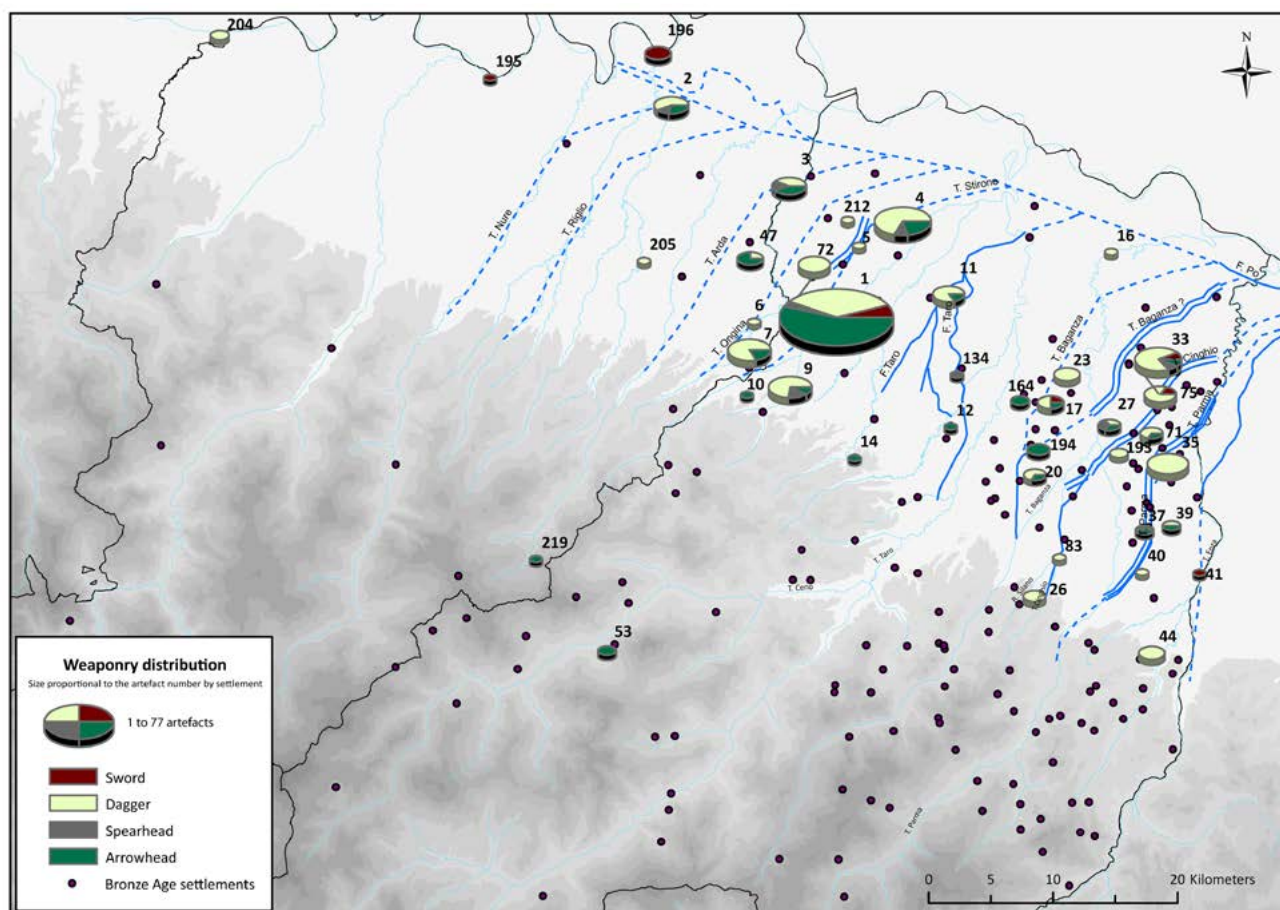 204
196
195
N
2
3
T. Stirone
4
212
T. Nure
T. Riglio
T. Arda
47
5
16
205
72
11
F. Po
1
T. Baganza ?
6
F. Taro
T. Baganza
33
T. Ongina
Cinghio
7
F. Taro
134
23
9
75
T. Parma
10
164
17
27
12
71
14
194
193
35
20
T. Baganza
37
39
219
T. Taro
83
40
T. Enza
41
T. Ceno
26
53
44
T. Parma
Weaponry distribution
Size proportional to the artefact number by settlement
1 to 77 artefacts
Sword
Dagger
Spearhead
Arrowhead
Bronze Age settlements
0 5 10 20 Kilometers